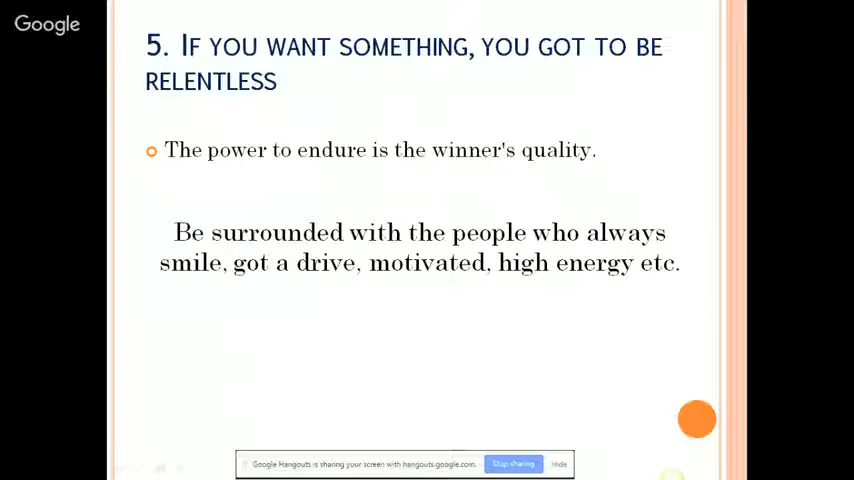 Google
5. IF YOU WANT SOMETHING, YOU GOT TO BE
RELENTLESS
The power to endure is the winner's quality.
Be surrounded with the people who always
smile, got a drive, motivated, high energy etc.
Google Hangouts is sharing your screen with hangouts.google.com.
Stop sharing
Hide